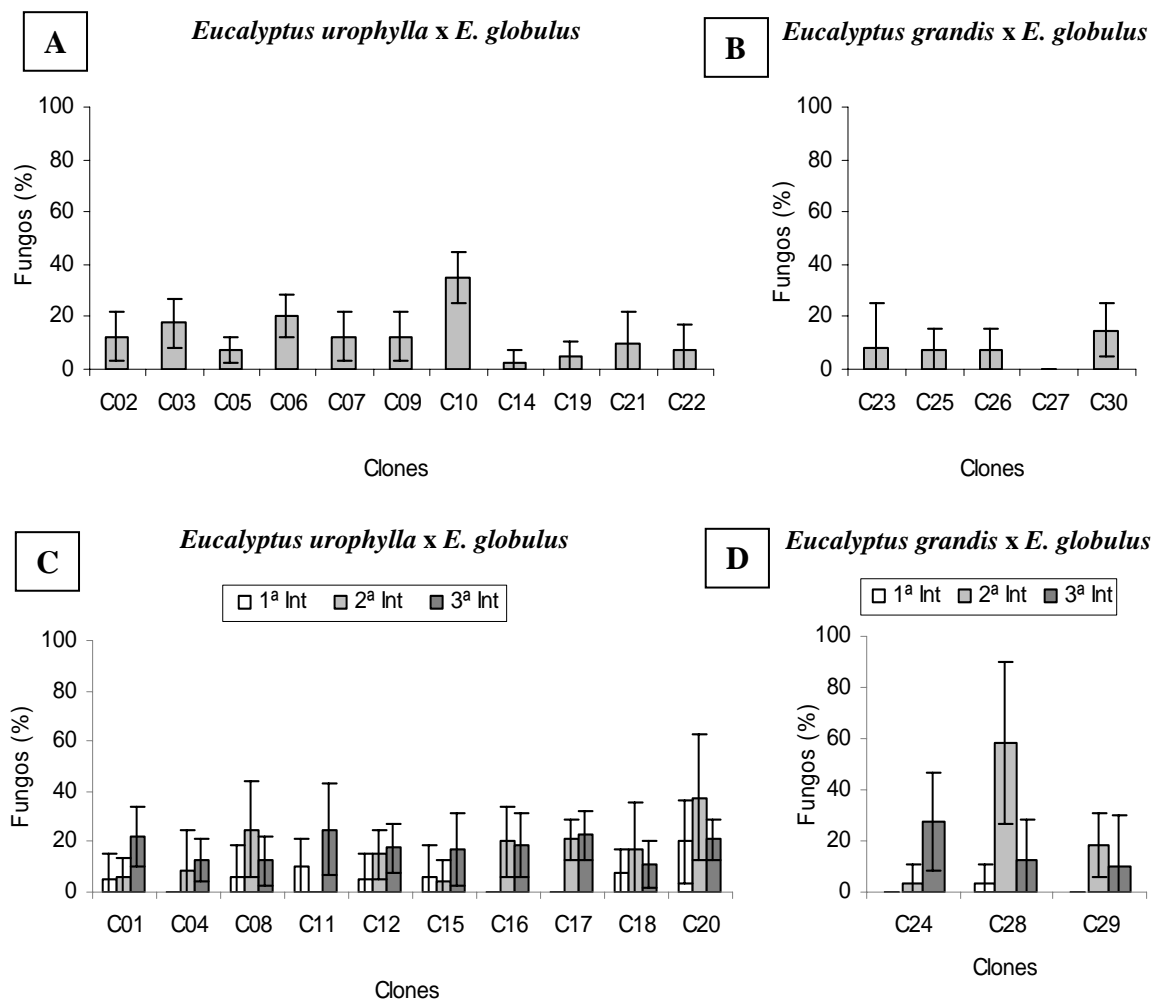 A
Eucalyptus urophylla x E. globulus
Fungos (%)
100
80
60
40
20
0
C02 C03 C05 C06 C07 C09 C10 C14 C19 C21 C22
Clones
B
Eucalyptus grandis x E. globulus
Fungos (%)
100
80
60
40
20
0
C23 C25 C26 C27 C30
Clones
C
Eucalyptus urophylla x E. globulus
1ª Int 2ª Int 3ª Int
Fungos (%)
100
80
60
40
20
0
C01 C04 C08 C11 C12 C15 C16 C17 C18 C20
Clones
D
Eucalyptus grandis x E. globulus
1ª Int 2ª Int 3ª Int
Fungos (%)
100
80
60
40
20
0
C24 C28 C29
Clones